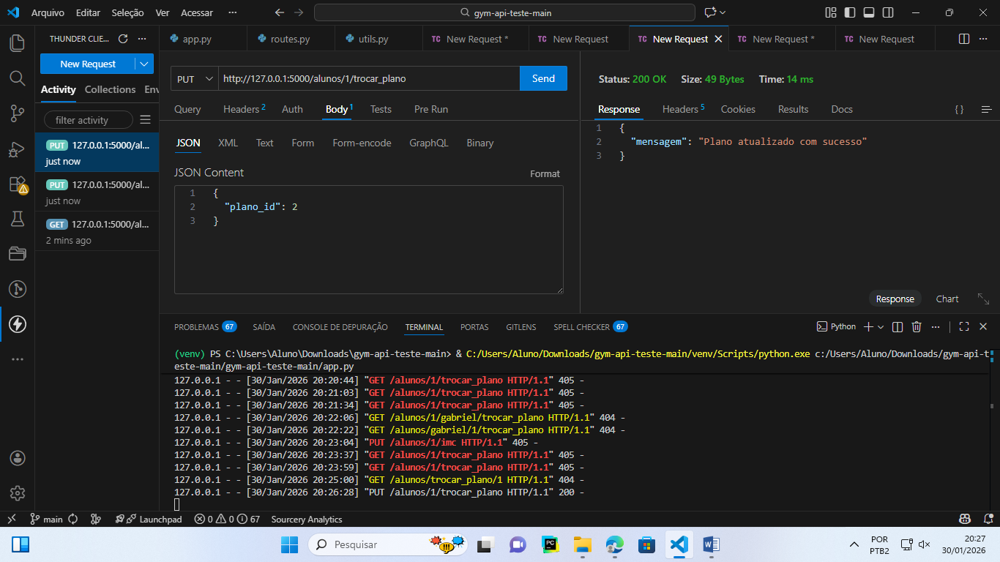 Arquivo Editar Seleção Ver Acessar ··· gym-api-teste-main
THUNDER CLIE... ···
app.py routes.py utils.py TC New Request * TC New Request TC New Request TC New Request * TC New Request ···
New Request
Activity Collections Env
filter activity
PUT 127.0.0.1:5000/al...
just now
PUT 127.0.0.1:5000/al...
just now
GET 127.0.0.1:5000/al...
2 mins ago
PUT http://127.0.0.1:5000/alunos/1/trocar_plano Send
Query Headers 2 Auth Body 1 Tests Pre Run
JSON XML Text Form Form-encode GraphQL Binary
JSON Content Format
1 {
2 "plano_id": 2
3 }
Status: 200 OK Size: 49 Bytes Time: 14 ms
Response Headers 5 Cookies Results Docs { }
1 {
2 "mensagem": "Plano atualizado com sucesso"
3 }
Response Chart
PROBLEMAS 67 SAÍDA CONSOLE DE DEPURAÇÃO TERMINAL PORTAS GITLENS SPELL CHECKER 67 Python ···
(venv) PS C:\Users\Aluno\Downloads\gym-api-teste-main> & C:/Users/Aluno/Downloads/gym-api-teste-main/venv/Scripts/python.exe c:/Users/Aluno/Downloads/gym-api-t
este-main/gym-api-teste-main/app.py
127.0.0.1 - - [30/Jan/2026 20:20:44] "GET /alunos/1/trocar_plano HTTP/1.1" 405 -
127.0.0.1 - - [30/Jan/2026 20:21:03] "GET /alunos/1/trocar_plano HTTP/1.1" 405 -
127.0.0.1 - - [30/Jan/2026 20:21:34] "GET /alunos/1/trocar_plano HTTP/1.1" 405 -
127.0.0.1 - - [30/Jan/2026 20:22:06] "GET /alunos/1/gabriel/trocar_plano HTTP/1.1" 404 -
127.0.0.1 - - [30/Jan/2026 20:22:22] "GET /alunos/gabriel/1/trocar_plano HTTP/1.1" 404 -
127.0.0.1 - - [30/Jan/2026 20:23:04] "PUT /alunos/1/imc HTTP/1.1" 405 -
127.0.0.1 - - [30/Jan/2026 20:23:37] "GET /alunos/1/trocar_plano HTTP/1.1" 405 -
127.0.0.1 - - [30/Jan/2026 20:23:59] "GET /alunos/1/trocar_plano HTTP/1.1" 405 -
127.0.0.1 - - [30/Jan/2026 20:25:00] "GET /alunos/trocar_plano/1 HTTP/1.1" 404 -
127.0.0.1 - - [30/Jan/2026 20:26:28] "PUT /alunos/1/trocar_plano HTTP/1.1" 200 -
main Launchpad 0 0 67 Sourcery Analytics
Pesquisar
POR
PTB2
20:27
30/01/2026